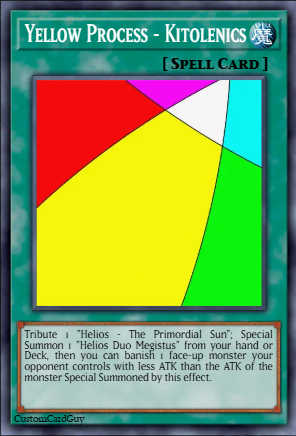 Yellow Process - Kitolenics
[ Spell Card ]
Tribute 1 "Helios - The Primordial Sun"; Special
Summon 1 "Helios Duo Megistus" from your hand or
Deck, then you can banish 1 face-up monster your
opponent controls with less ATK than the ATK of
the monster Special Summoned by this effect.
CustomCardGuy